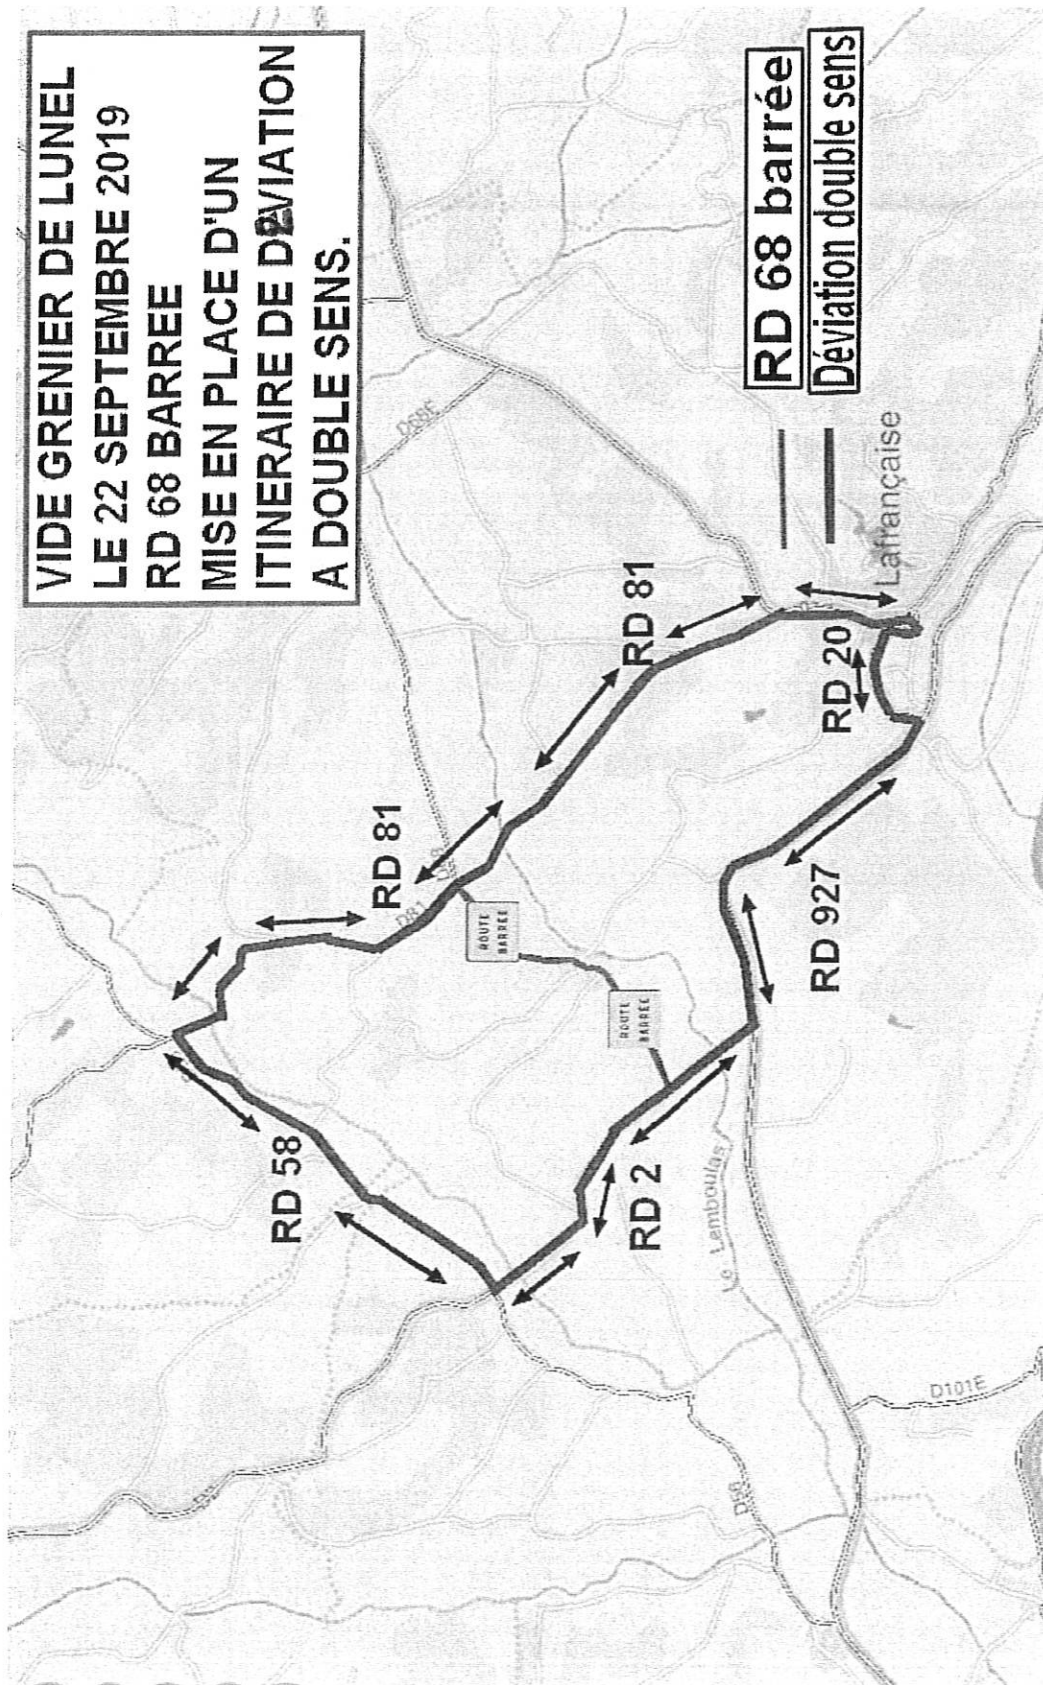 VIDE GRENIER DE LUNEL
LE 22 SEPTEMBRE 2019
RD 68 BARREE
MISE EN PLACE D'UN
ITINERAIRE DE DEVIATION
A DOUBLE SENS.
RD 68 barrée
Déviation double sens
D68E
Lafrançaise
RD 81
RD 20
RD 81
D81
ROUTE
BARRÉE
ROUTE
BARRÉE
RD 927
RD 58
RD 2
Le Lemboulas
D101E